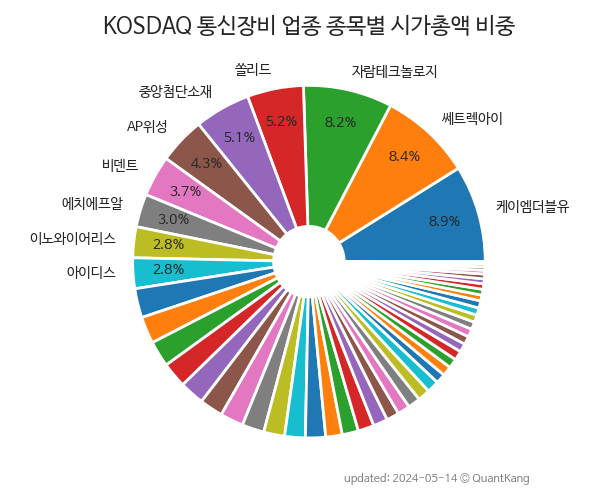 KOSDAQ 통신장비 업종 종목별 시가총액 비중
쏠리드
자람테크놀로지
중앙첨단소재
쎄트렉아이
AP위성
5.2%
8.2%
5.1%
8.4%
4.3%
비덴트
3.7%
에치에프알
케이엠더블유
3.0%
8.9%
이노와이어리스
2.8%
아이디스
2.8%
updated: 2024-05-14 © QuantKang